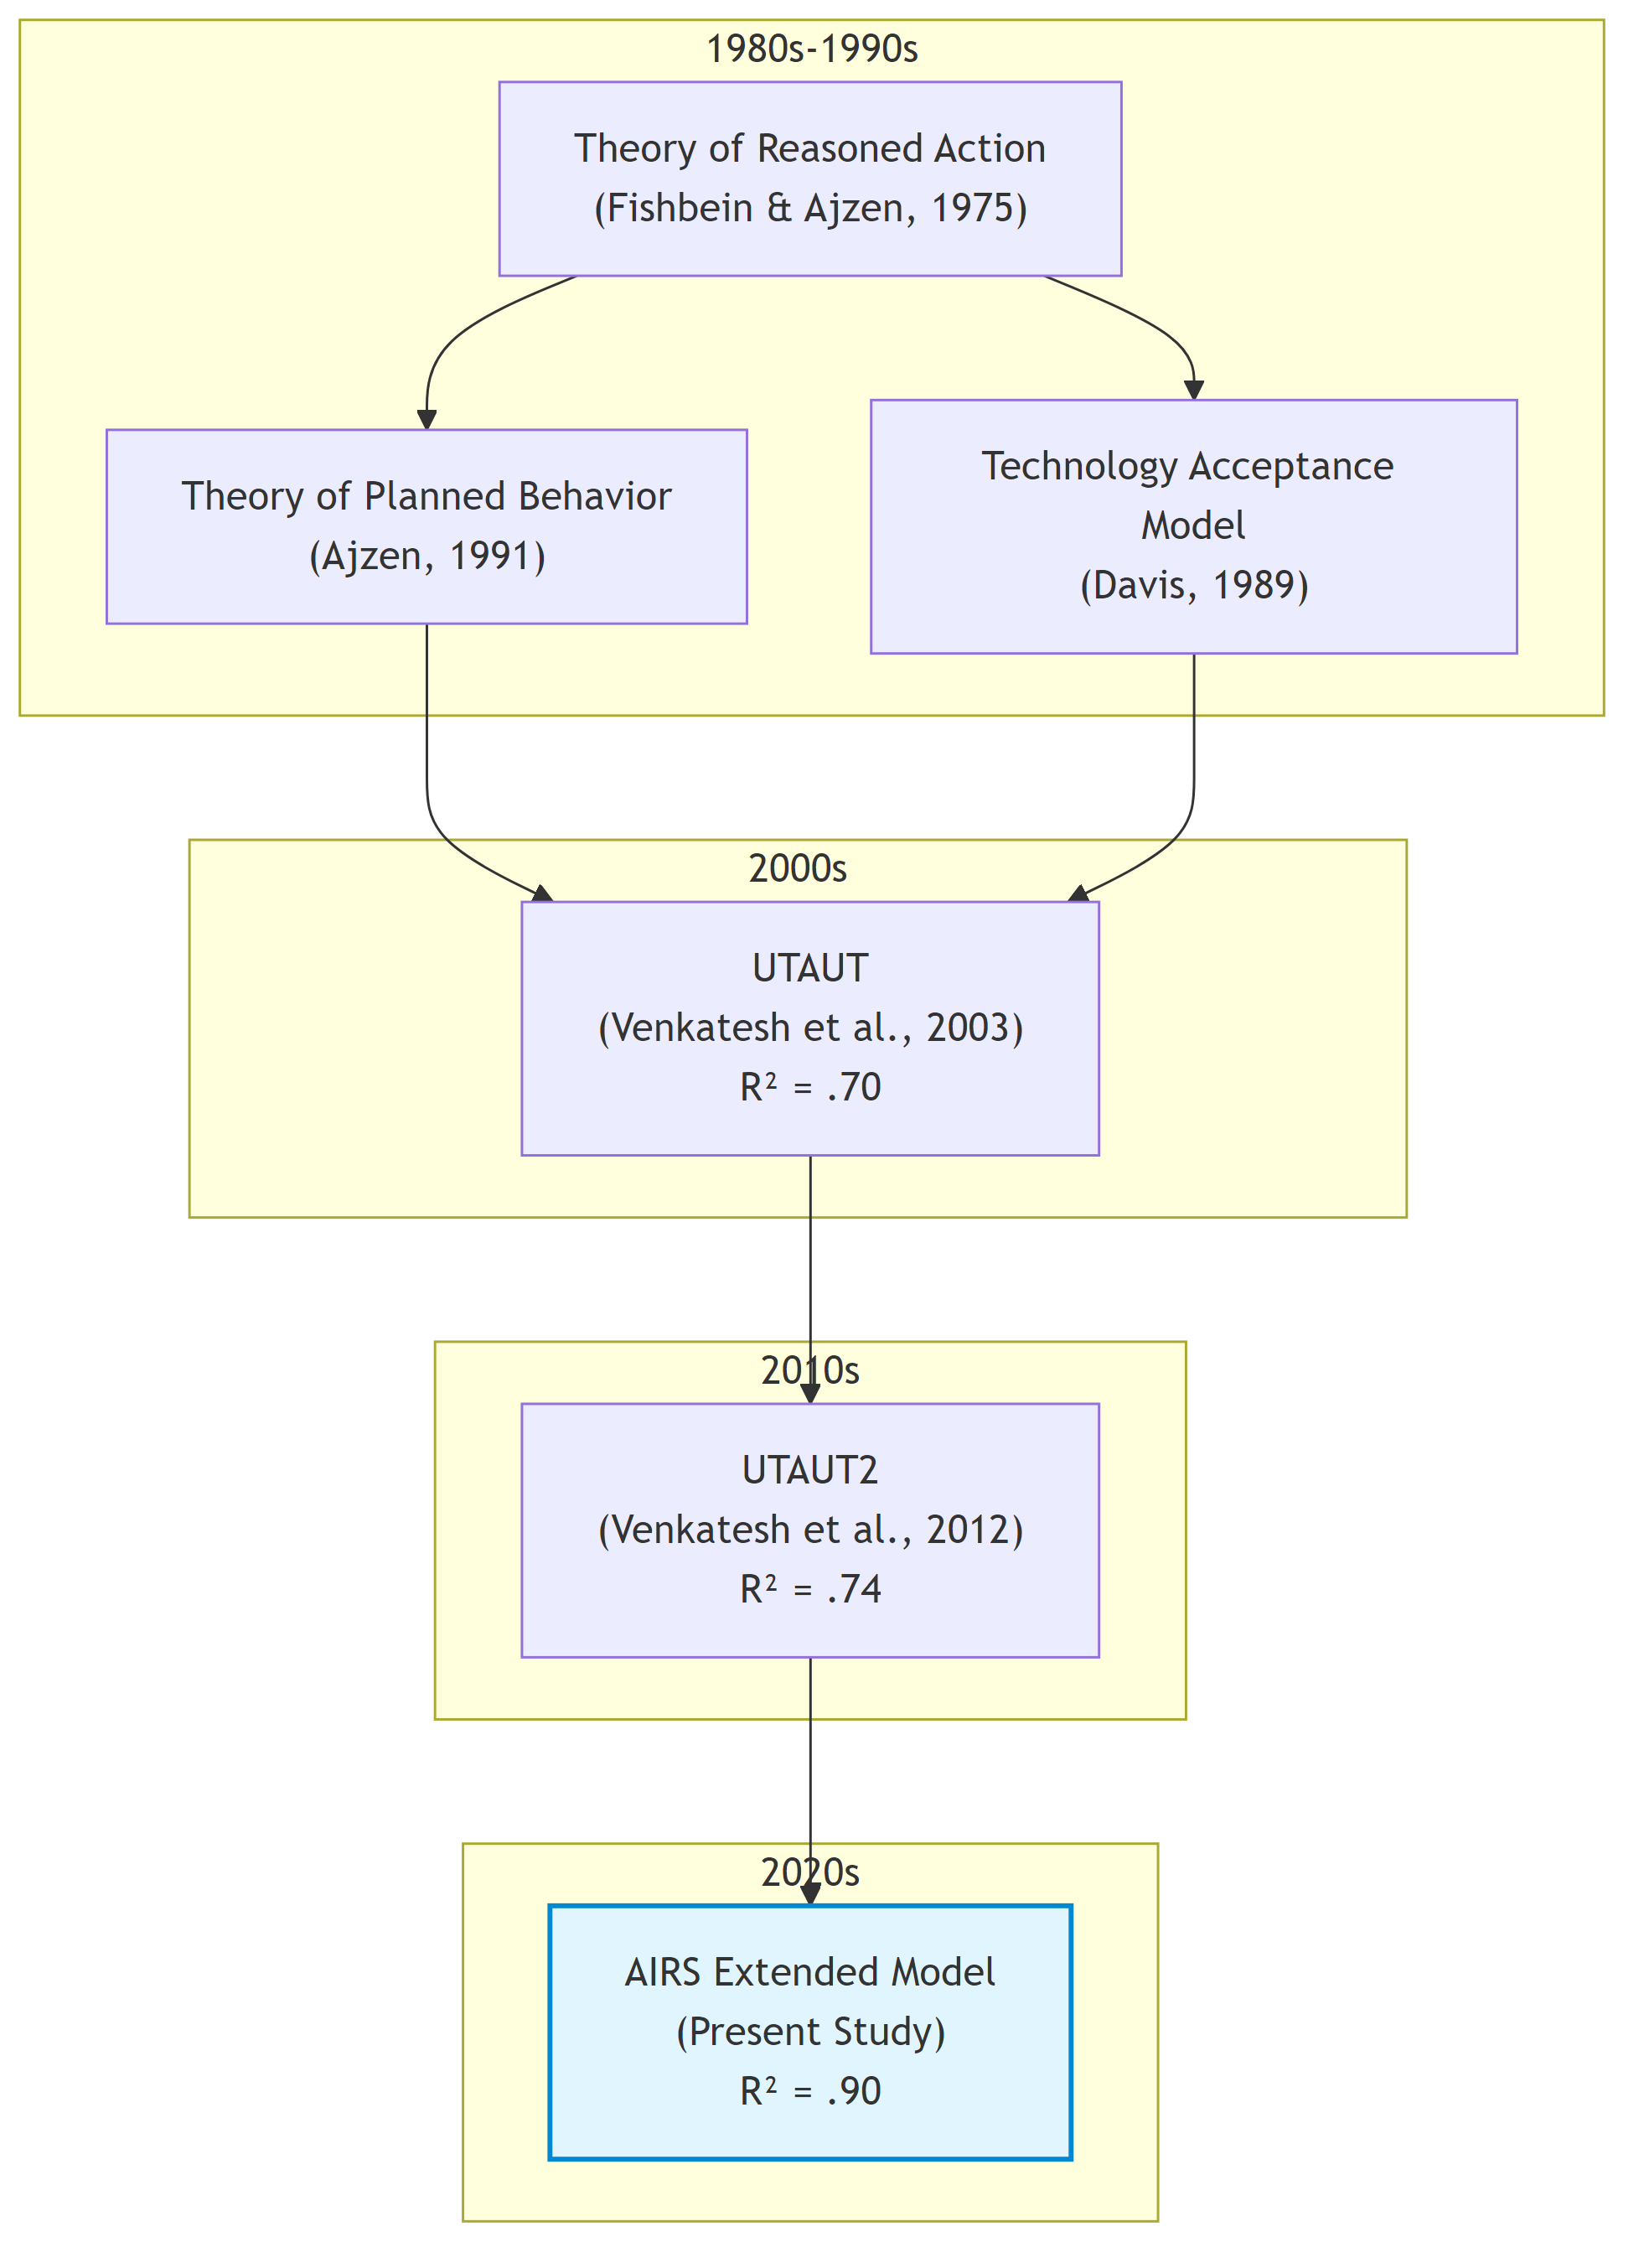 1980s-1990s
Theory of Reasoned Action
(Fishbein & Ajzen, 1975)
Theory of Planned Behavior
(Ajzen, 1991)
Technology Acceptance
Model
(Davis, 1989)
2000s
UTAUT
(Venkatesh et al., 2003)
R² = .70
2010s
UTAUT2
(Venkatesh et al., 2012)
R² = .74
2020s
AIRS Extended Model
(Present Study)
R² = .90